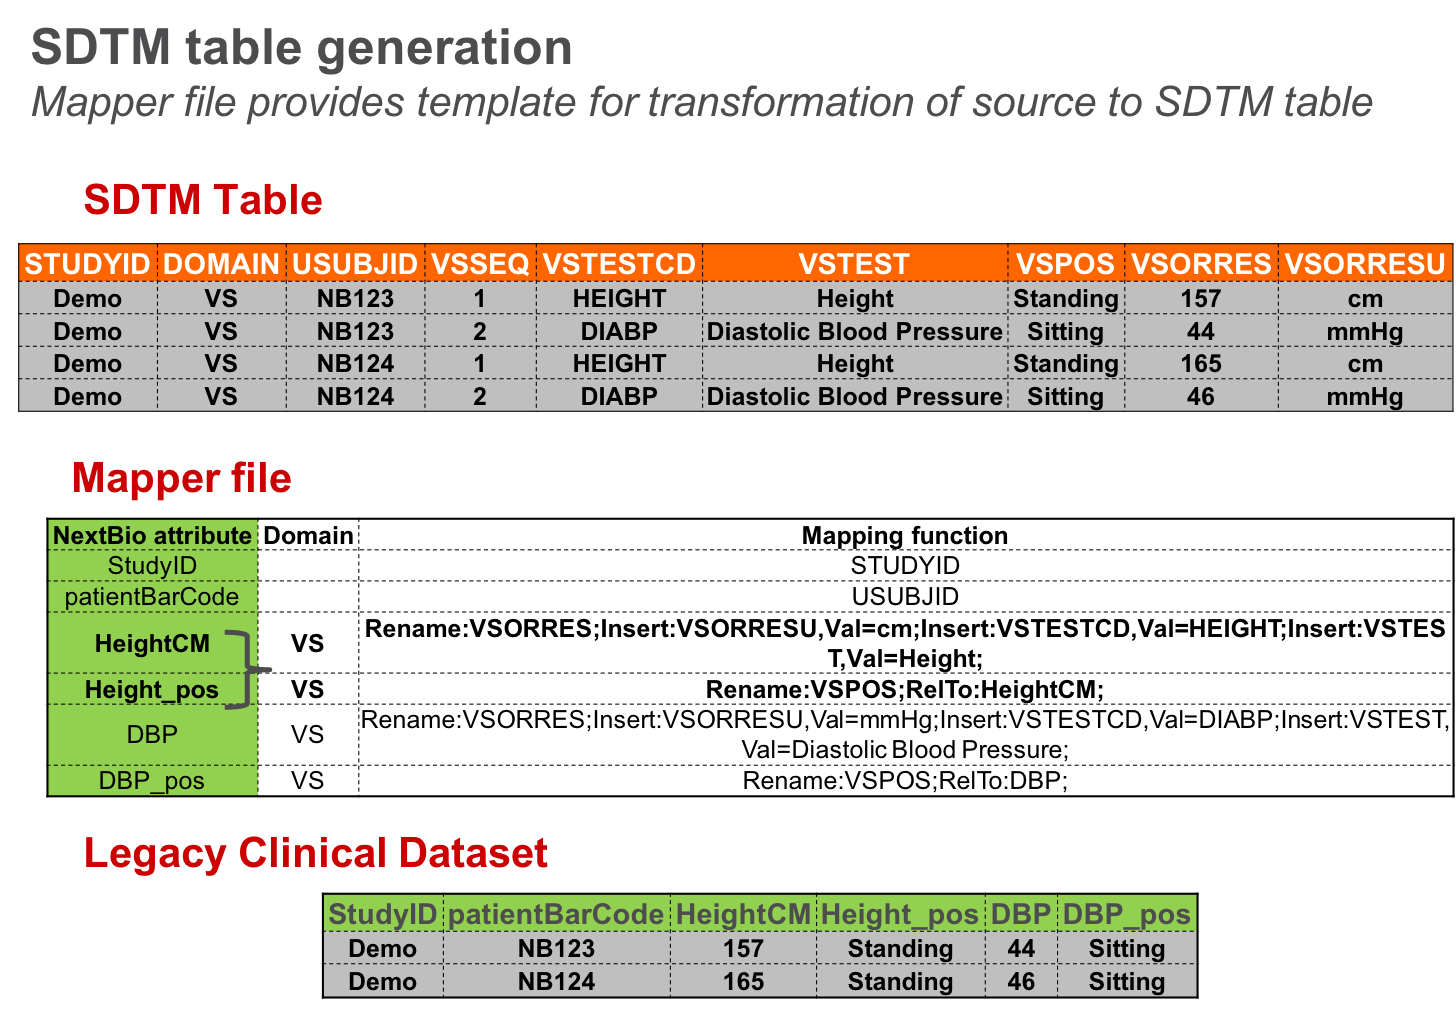 SDTM table generation
Mapper file provides template for transformation of source to SDTM table
SDTM Table
STUDYID DOMAIN USUBJID VSSEQ VSTESTCD VSTEST VSPOS VSORRES VSORRESU
Demo VS NB123 1 HEIGHT Height Standing 157 cm
Demo VS NB123 2 DIABP Diastolic Blood Pressure Sitting 44 mmHg
Demo VS NB124 1 HEIGHT Height Standing 165 cm
Demo VS NB124 2 DIABP Diastolic Blood Pressure Sitting 46 mmHg
Mapper file
NextBio attribute Domain Mapping function
StudyID STUDYID
patientBarCode USUBJID
HeightCM VS Rename:VSORRES;Insert:VSORRESU,Val=cm;Insert:VSTESTCD,Val=HEIGHT;Insert:VSTES
T,Val=Height;
Height_pos VS Rename:VSPOS;RelTo:HeightCM;
DBP VS Rename:VSORRES;Insert:VSORRESU,Val=mmHg;Insert:VSTESTCD,Val=DIABP;Insert:VSTEST,
Val=Diastolic Blood Pressure;
DBP_pos VS Rename:VSPOS;RelTo:DBP;
Legacy Clinical Dataset
StudyID patientBarCode HeightCM Height_pos DBP DBP_pos
Demo NB123 157 Standing 44 Sitting
Demo NB124 165 Standing 46 Sitting